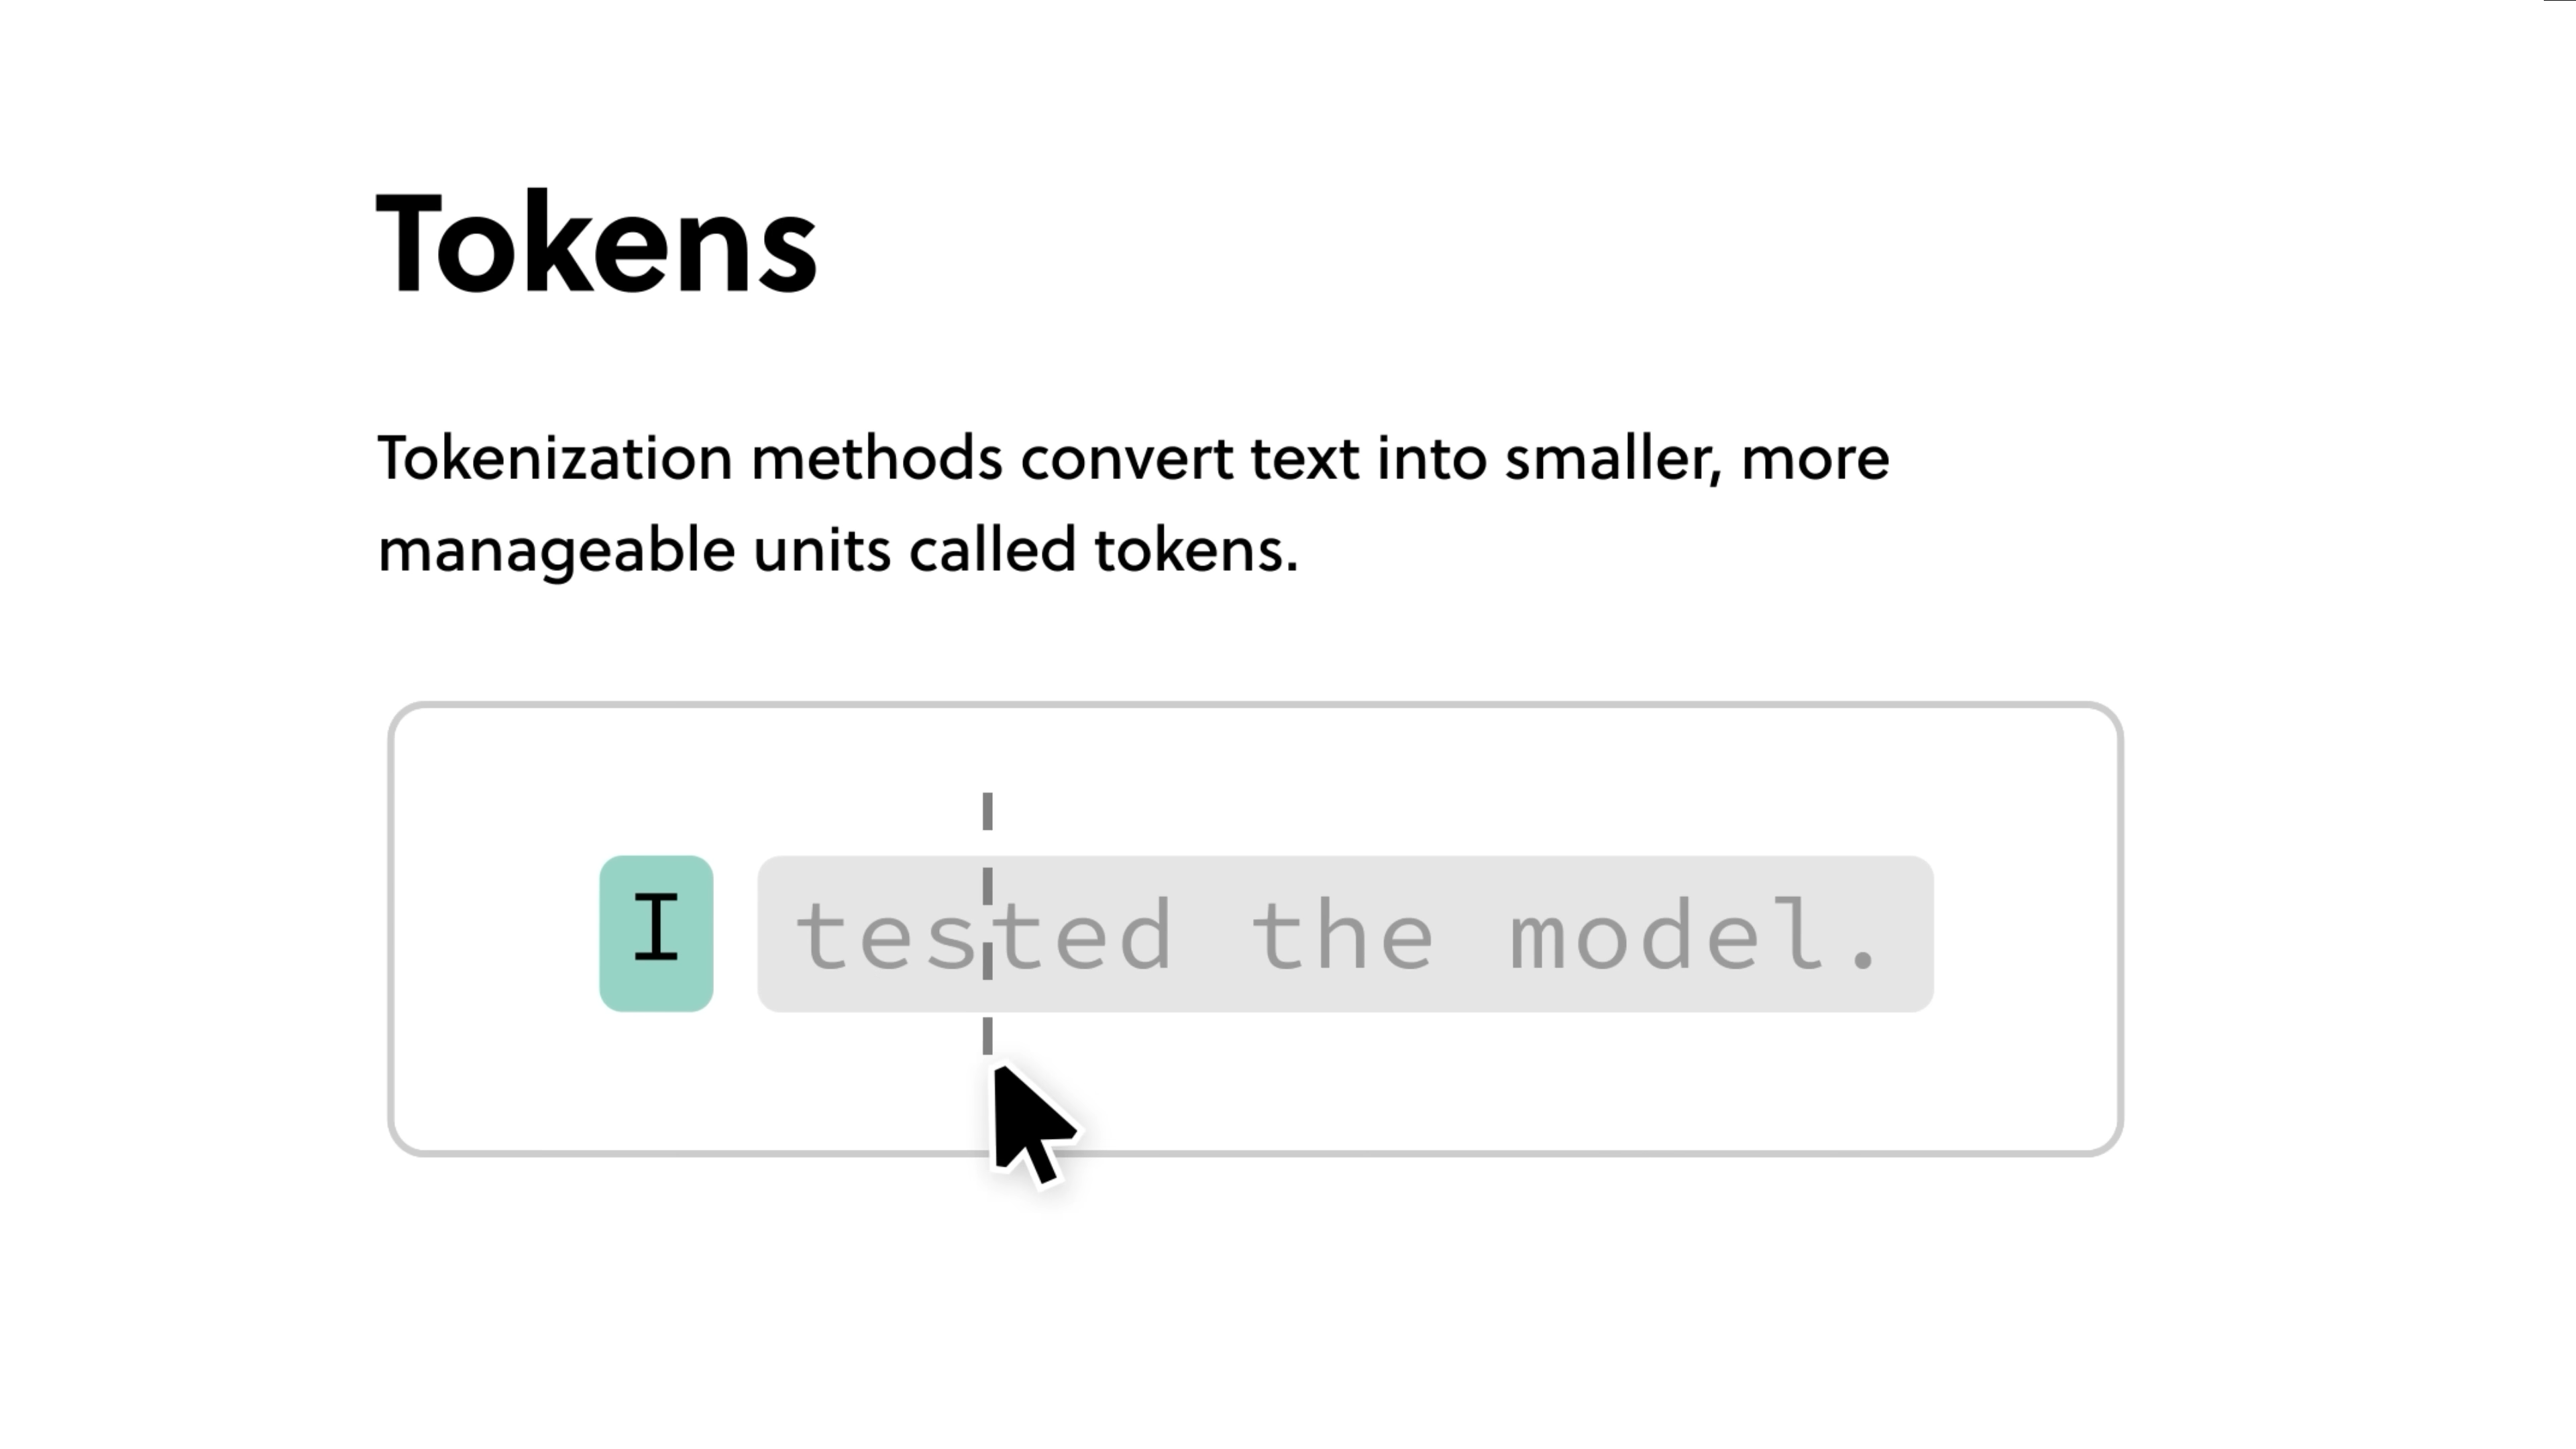 Tokens
Tokenization methods convert text into smaller, more
manageable units called tokens.
I tested the model.